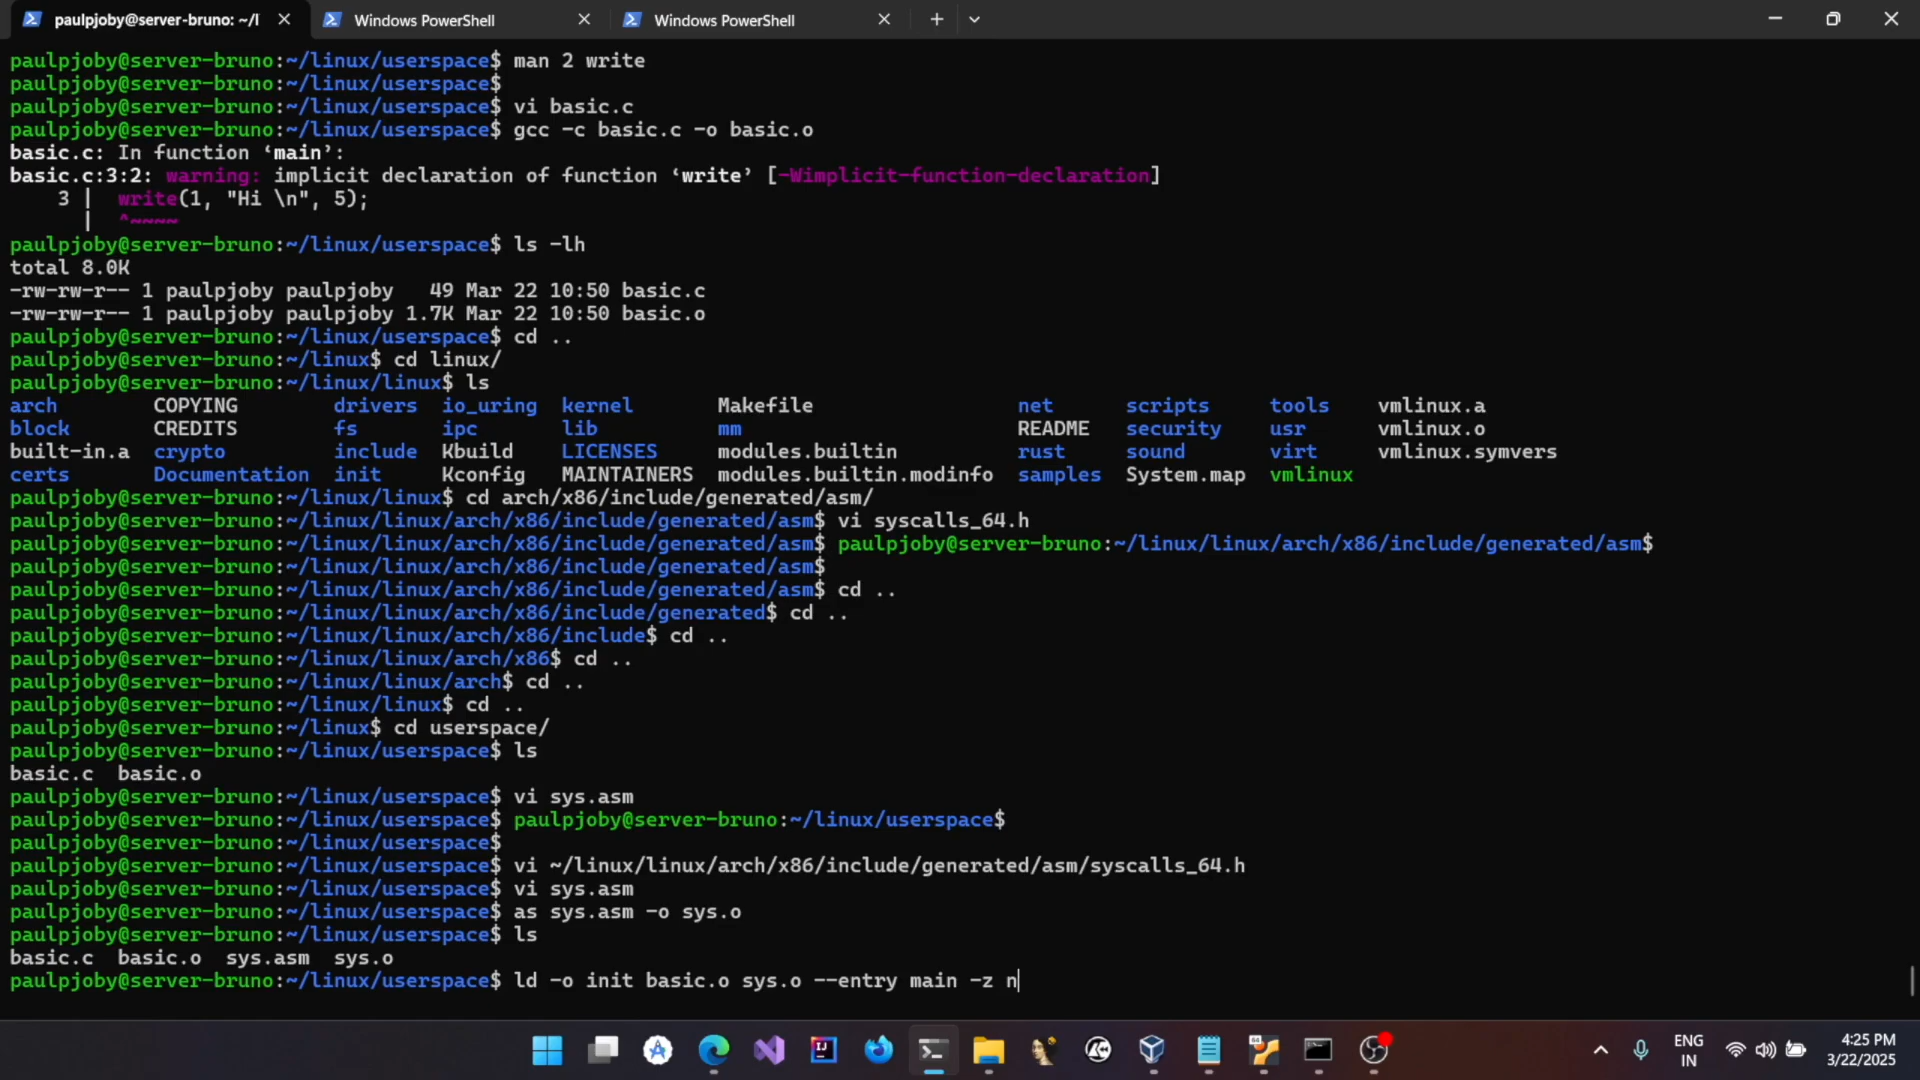 paulpjoby@server-bruno: ~/l
Windows PowerShell
Windows PowerShell
paulpjoby@server-bruno:~/linux/userspace$ man 2 write
paulpjoby@server-bruno:~/linux/userspace$
paulpjoby@server-bruno:~/linux/userspace$ vi basic.c
paulpjoby@server-bruno:~/linux/userspace$ gcc -c basic.c -o basic.o
basic.c: In function ‘main’:
basic.c:3:2: warning: implicit declaration of function ‘write’ [-Wimplicit-function-declaration]
    3 |  write(1, "Hi \n", 5);
      |  ^~~~~
paulpjoby@server-bruno:~/linux/userspace$ ls -lh
total 8.0K
-rw-rw-r-- 1 paulpjoby paulpjoby   49 Mar 22 10:50 basic.c
-rw-rw-r-- 1 paulpjoby paulpjoby 1.7K Mar 22 10:50 basic.o
paulpjoby@server-bruno:~/linux/userspace$ cd ..
paulpjoby@server-bruno:~/linux$ cd linux/
paulpjoby@server-bruno:~/linux/linux$ ls
arch COPYING drivers io_uring kernel Makefile net scripts tools vmlinux.a
block CREDITS fs ipc lib mm README security usr vmlinux.o
built-in.a crypto include Kbuild LICENSES modules.builtin rust sound virt vmlinux.symvers
certs Documentation init Kconfig MAINTAINERS modules.builtin.modinfo samples System.map vmlinux
paulpjoby@server-bruno:~/linux/linux$ cd arch/x86/include/generated/asm/
paulpjoby@server-bruno:~/linux/linux/arch/x86/include/generated/asm$ vi syscalls_64.h
paulpjoby@server-bruno:~/linux/linux/arch/x86/include/generated/asm$ paulpjoby@server-bruno:~/linux/linux/arch/x86/include/generated/asm$
paulpjoby@server-bruno:~/linux/linux/arch/x86/include/generated/asm$
paulpjoby@server-bruno:~/linux/linux/arch/x86/include/generated/asm$ cd ..
paulpjoby@server-bruno:~/linux/linux/arch/x86/include/generated$ cd ..
paulpjoby@server-bruno:~/linux/linux/arch/x86/include$ cd ..
paulpjoby@server-bruno:~/linux/linux/arch/x86$ cd ..
paulpjoby@server-bruno:~/linux/linux/arch$ cd ..
paulpjoby@server-bruno:~/linux/linux$ cd ..
paulpjoby@server-bruno:~/linux$ cd userspace/
paulpjoby@server-bruno:~/linux/userspace$ ls
basic.c  basic.o
paulpjoby@server-bruno:~/linux/userspace$ vi sys.asm
paulpjoby@server-bruno:~/linux/userspace$ paulpjoby@server-bruno:~/linux/userspace$
paulpjoby@server-bruno:~/linux/userspace$
paulpjoby@server-bruno:~/linux/userspace$ vi ~/linux/linux/arch/x86/include/generated/asm/syscalls_64.h
paulpjoby@server-bruno:~/linux/userspace$ vi sys.asm
paulpjoby@server-bruno:~/linux/userspace$ as sys.asm -o sys.o
paulpjoby@server-bruno:~/linux/userspace$ ls
basic.c  basic.o  sys.asm  sys.o
paulpjoby@server-bruno:~/linux/userspace$ ld -o init basic.o sys.o --entry main -z n
ENG
IN
4:25 PM
3/22/2025